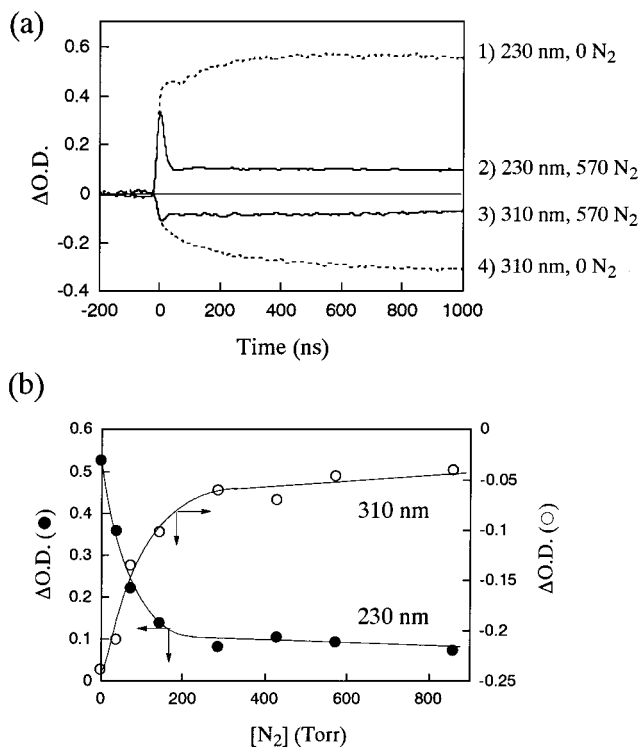 (a)
0.6
0.4
0.2
0
-0.2
-0.4
ΔO.D.
-200 0 200 400 600 800 1000
Time (ns)
1) 230 nm, 0 N2
2) 230 nm, 570 N2
3) 310 nm, 570 N2
4) 310 nm, 0 N2
(b)
0.6
0.5
0.4
0.3
0.2
0.1
0
ΔO.D. (●)
0
-0.05
-0.1
-0.15
-0.2
-0.25
ΔO.D. (○)
310 nm
230 nm
0 200 400 600 800
[N2] (Torr)